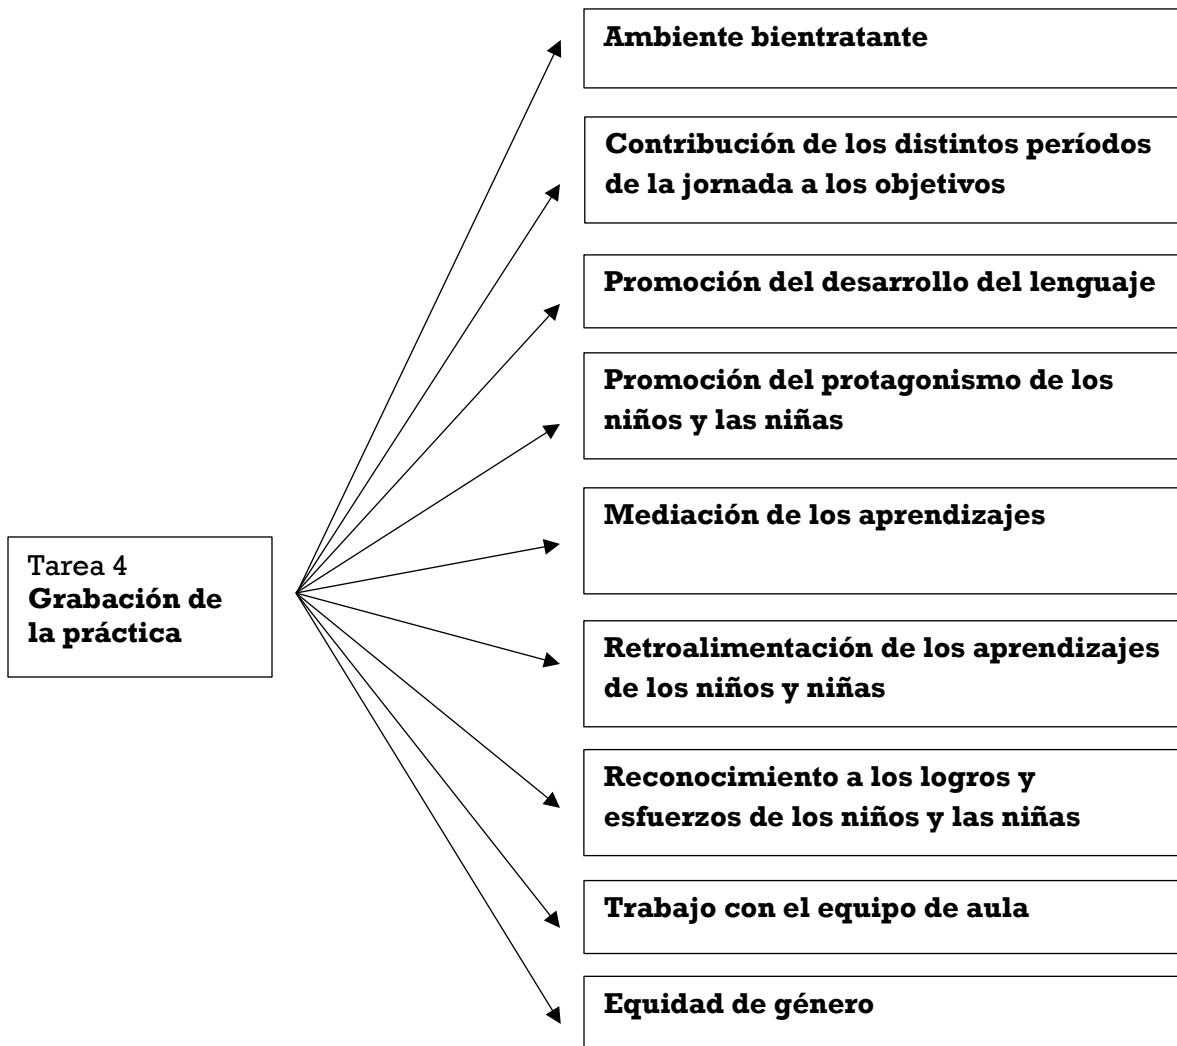 Ambiente bientratante
Contribución de los distintos períodos
de la jornada a los objetivos
Promoción del desarrollo del lenguaje
Promoción del protagonismo de los
niños y las niñas
Mediación de los aprendizajes
Tarea 4
Grabación de
la práctica
Retroalimentación de los aprendizajes
de los niños y niñas
Reconocimiento a los logros y
esfuerzos de los niños y las niñas
Trabajo con el equipo de aula
Equidad de género